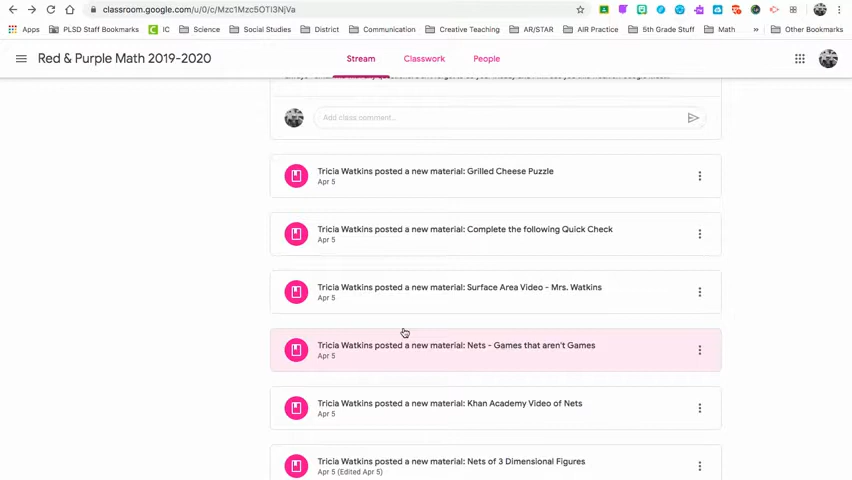 classroom.google.com/u/0/c/Mzc1Mzc5OTI3NjVa
Apps PLSD Staff Bookmarks IC Science Social Studies District Communication Creative Teaching AR/STAR AIR Practice 5th Grade Stuff Math » Other Bookmarks
Red & Purple Math 2019-2020 Stream Classwork People
Add class comment...
Tricia Watkins posted a new material: Grilled Cheese Puzzle
Apr 5
Tricia Watkins posted a new material: Complete the following Quick Check
Apr 5
Tricia Watkins posted a new material: Surface Area Video - Mrs. Watkins
Apr 5
Tricia Watkins posted a new material: Nets - Games that aren't Games
Apr 5
Tricia Watkins posted a new material: Khan Academy Video of Nets
Apr 5
Tricia Watkins posted a new material: Nets of 3 Dimensional Figures
Apr 5 (Edited Apr 5)